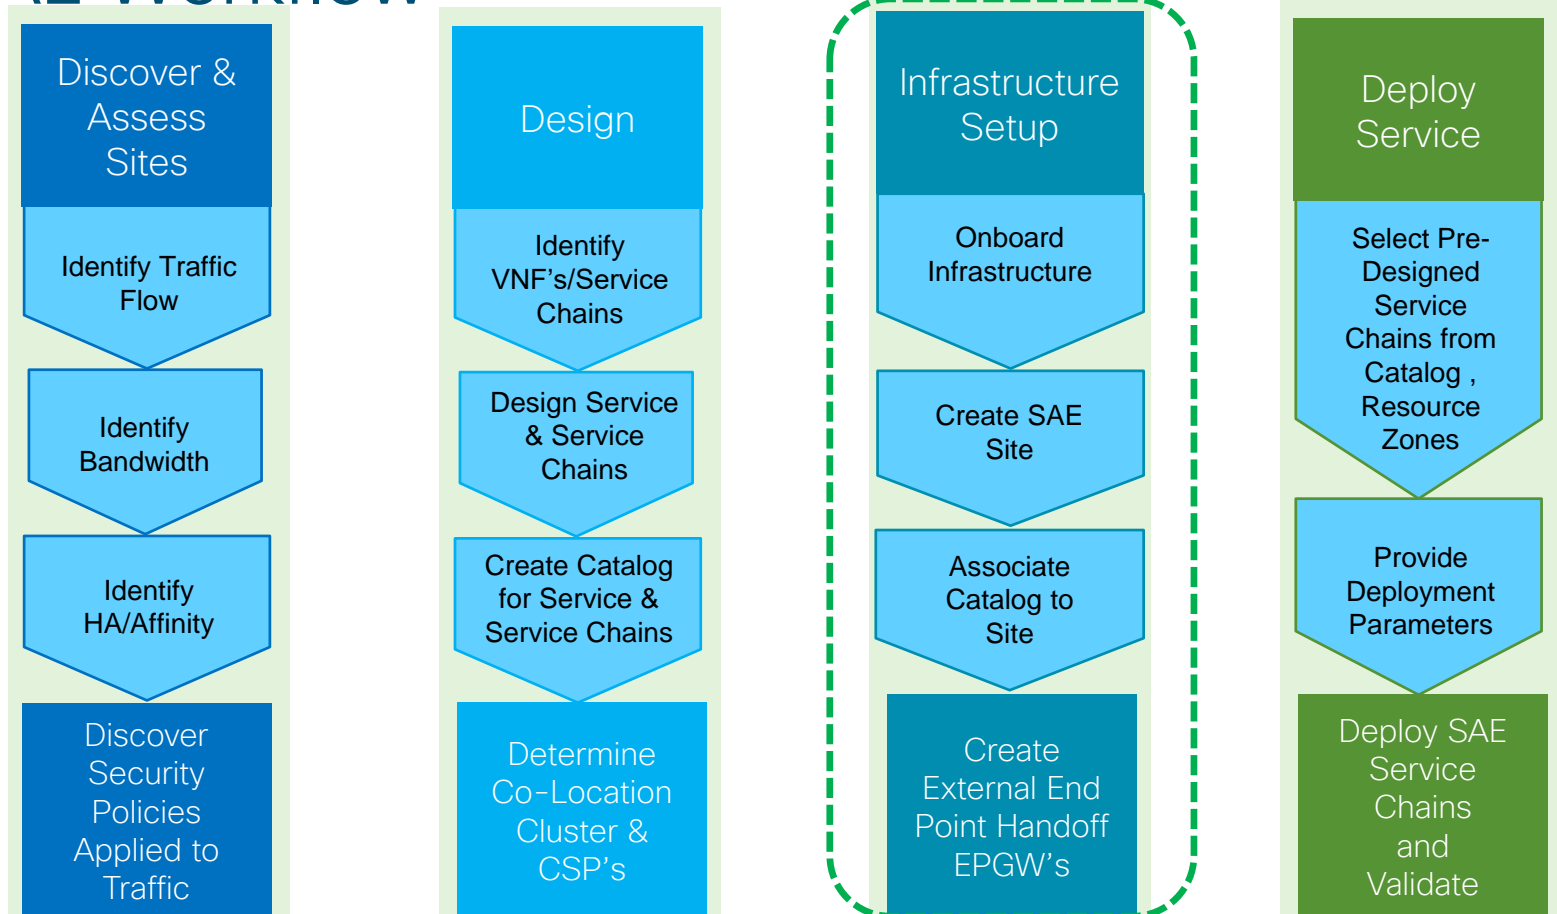 Workflow
Discover &
Assess
Sites
Identify Traffic
Flow
Identify
Bandwidth
Identify
HA/Affinity
Discover
Security
Policies
Applied to
Traffic
Design
Identify
VNF's/Service
Chains
Design Service
& Service
Chains
Create Catalog
for Service &
Service Chains
Determine
Co-Location
Cluster &
CSP's
Infrastructure
Setup
Onboard
Infrastructure
Create SAE
Site
Associate
Catalog to
Site
Create
External End
Point Handoff
EPGW's
Deploy
Service
Select Pre-
Designed
Service
Chains from
Catalog ,
Resource
Zones
Provide
Deployment
Parameters
Deploy SAE
Service
Chains
and
Validate